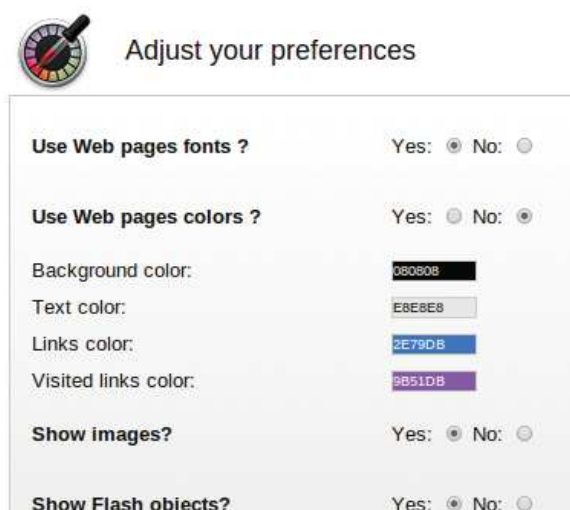 Adjust your preferences
Use Web pages fonts ? Yes: No:
Use Web pages colors ? Yes: No:
Background color: 080808
Text color: E8E8E8
Links color: 2E79DB
Visited links color: 9B51DB
Show images? Yes: No:
Show Flash objects? Yes: No: